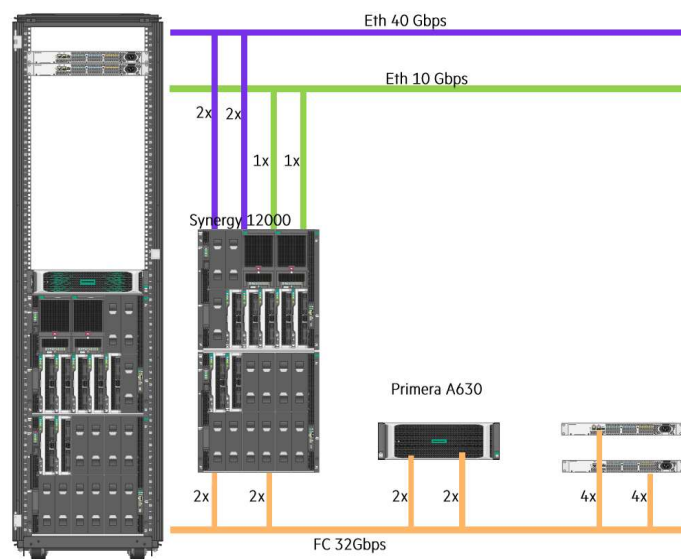 Eth 40 Gbps
Eth 10 Gbps
2x
2x
1x
1x
Synergy 12000
Primera A630
2x
2x
2x
2x
4x
4x
FC 32Gbps